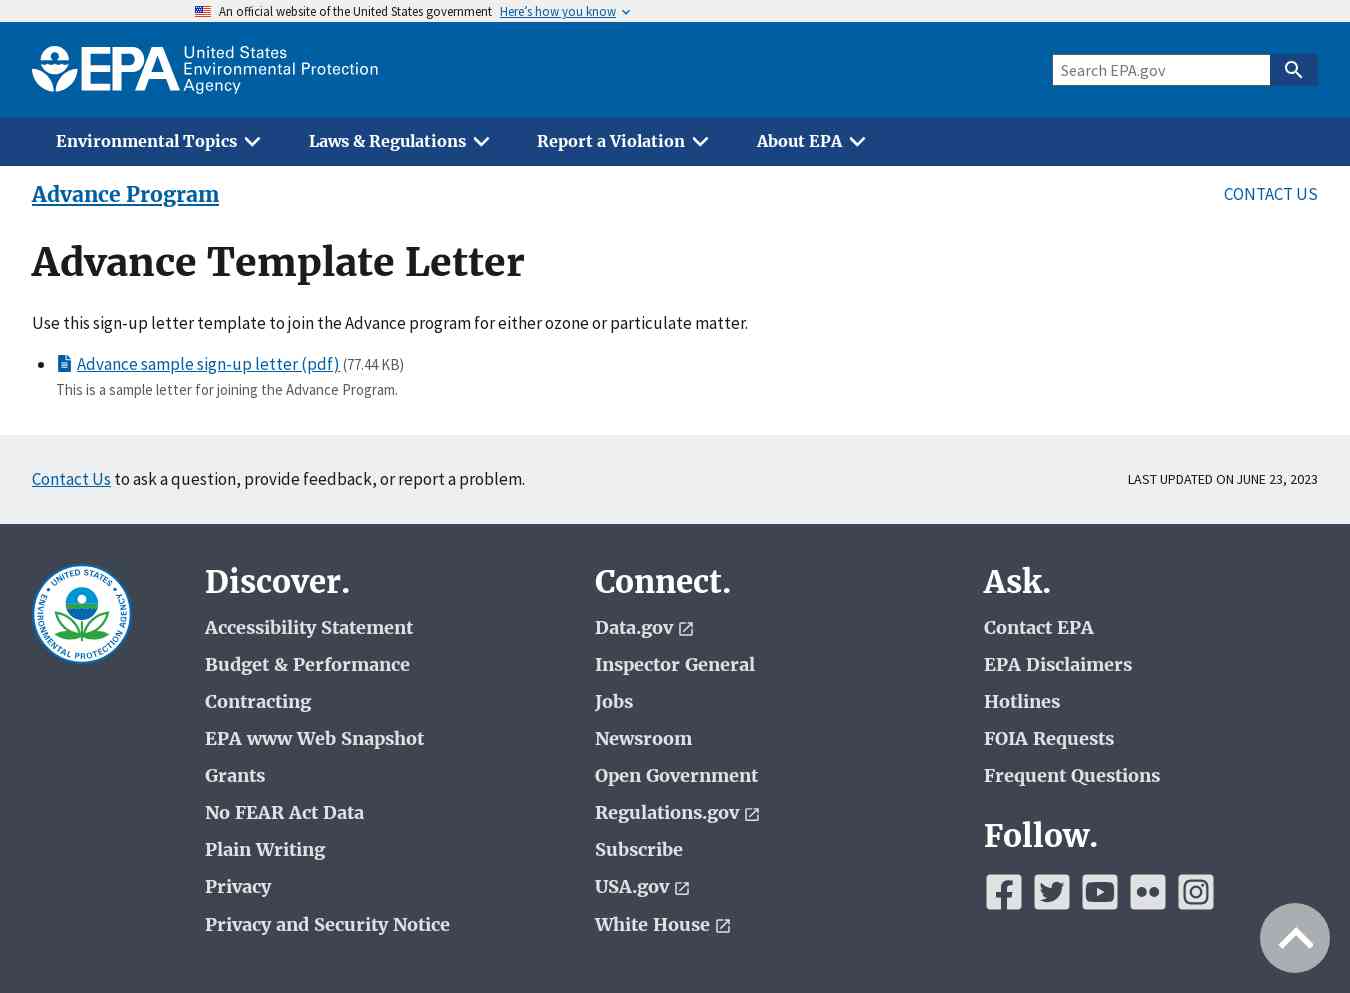 An official website of the United States government Here's how you know
EPA United States
Environmental Protection
Agency
Search EPA.gov
Environmental Topics Laws & Regulations Report a Violation About EPA
Advance Program CONTACT US
Advance Template Letter
Use this sign-up letter template to join the Advance program for either ozone or particulate matter.
• Advance sample sign-up letter (pdf) (77.44 KB)
This is a sample letter for joining the Advance Program.
Contact Us to ask a question, provide feedback, or report a problem. LAST UPDATED ON JUNE 23, 2023
UNITED STATES ENVIRONMENTAL PROTECTION AGENCY
Discover.
Accessibility Statement
Budget & Performance
Contracting
EPA www Web Snapshot
Grants
No FEAR Act Data
Plain Writing
Privacy
Privacy and Security Notice
Connect.
Data.gov
Inspector General
Jobs
Newsroom
Open Government
Regulations.gov
Subscribe
USA.gov
White House
Ask.
Contact EPA
EPA Disclaimers
Hotlines
FOIA Requests
Frequent Questions
Follow.